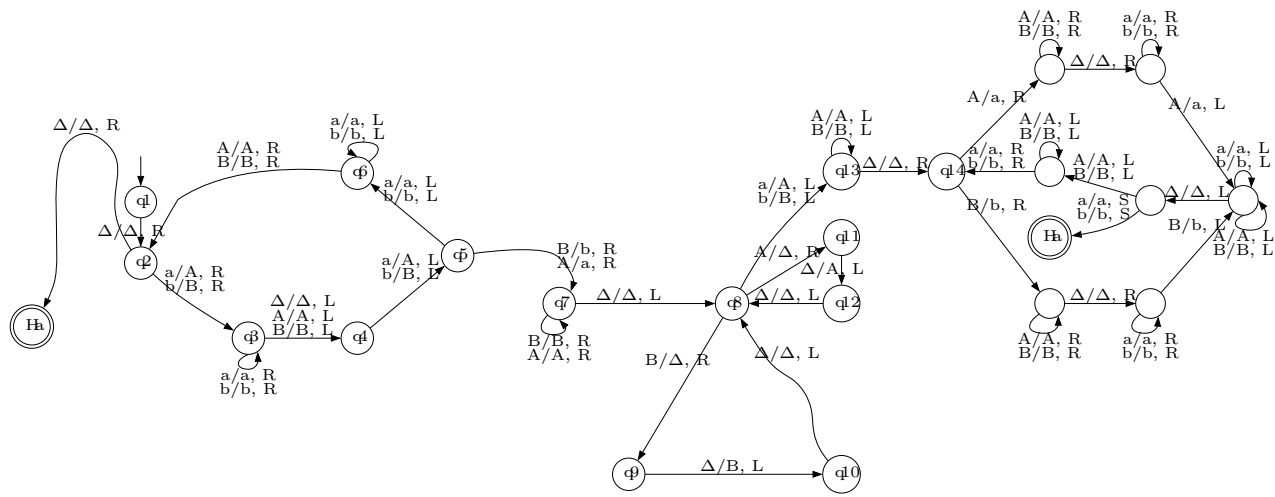 A/A, R
B/B, R
a/a, R
b/b, R
Δ/Δ, R
Δ/Δ, R
A/a, R
A/a, L
a/a, L
b/b, L
A/A, R
B/B, R
q6
A/A, L
B/B, L
q13
Δ/Δ, R
q14
a/a, R
b/b, R
A/A, L
B/B, L
A/A, L
B/B, L
a/a, L
b/b, L
q1
a/a, L
b/b, L
a/A, L
b/B, L
a/a, S
b/b, S
Δ/Δ, L
Δ/Δ, R
B/b, R
B/b, L
Ha
A/A, L
B/B, L
q2
q5
q11
A/Δ, R
B/b, R
A/a, R
a/A, L
b/B, L
Δ/A, L
a/A, R
b/B, R
q7
Δ/Δ, L
q8
Δ/Δ, L
q12
Δ/Δ, R
Ha
q3
Δ/Δ, L
A/A, L
B/B, L
q4
B/B, R
A/A, R
A/A, R
B/B, R
a/a, R
b/b, R
a/a, R
b/b, R
B/Δ, R
Δ/Δ, L
q9
Δ/B, L
q10